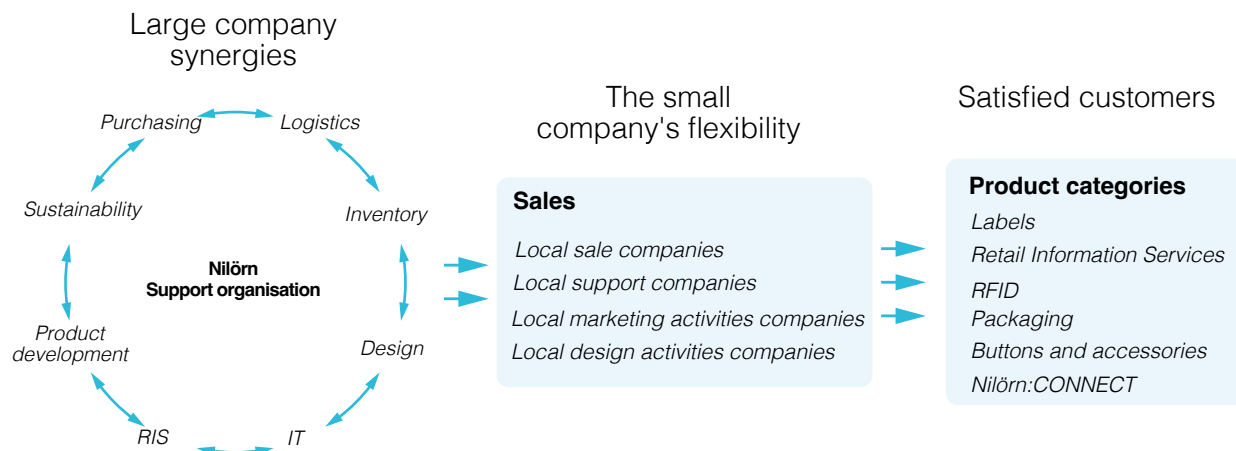 Large company
synergies
Purchasing
Logistics
Sustainability
Inventory
Nilörn
Support organisation
Product
development
Design
RIS
IT
The small
company's flexibility
Sales
Local sale companies
Local support companies
Local marketing activities companies
Local design activities companies
Satisfied customers
Product categories
Labels
Retail Information Services
RFID
Packaging
Buttons and accessories
Nilörn:CONNECT